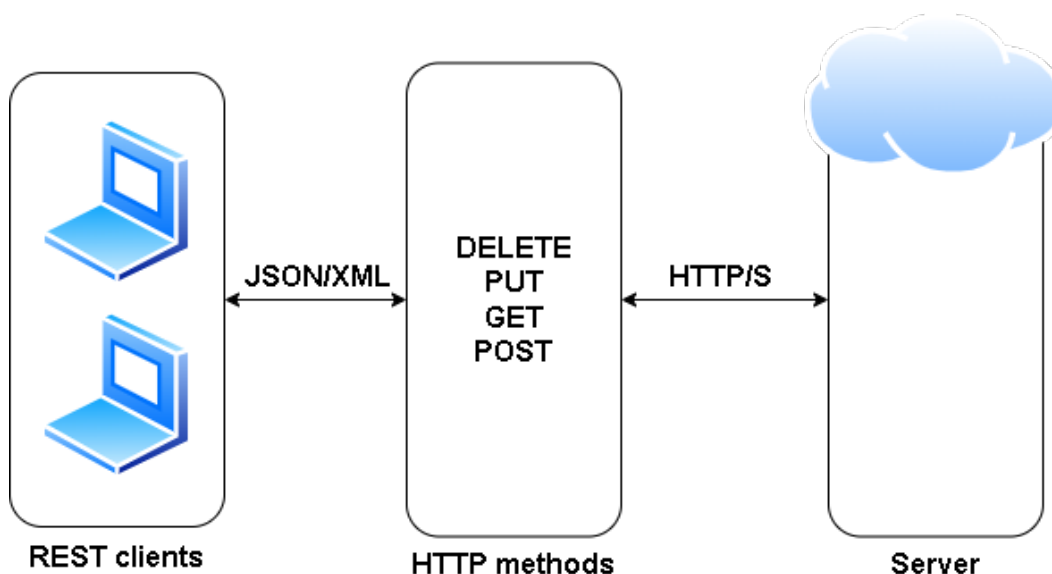 JSON/XML
DELETE
PUT
GET
POST
HTTP/S
REST clients
HTTP methods
Server